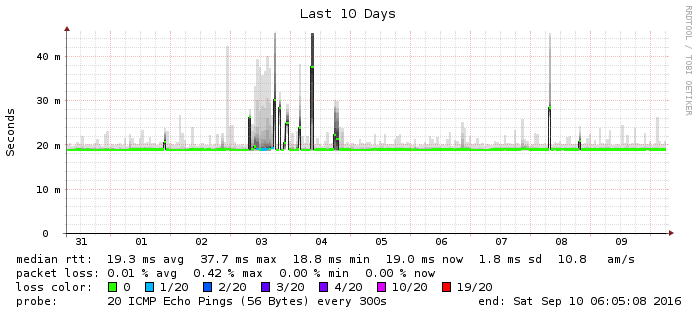 Last 10 Days
RRDTOOL / TOBI OETIKER
Seconds
40 m
30 m
20 m
10 m
0
31 01 02 03 04 05 06 07 08 09
median rtt: 19.3 ms avg 37.7 ms max 18.8 ms min 19.0 ms now 1.8 ms sd 10.8 am/s
packet loss: 0.01 % avg 0.42 % max 0.00 % min 0.00 % now
loss color: 0 1/20 2/20 3/20 4/20 10/20 19/20
probe: 20 ICMP Echo Pings (56 Bytes) every 300s end: Sat Sep 10 06:05:08 2016